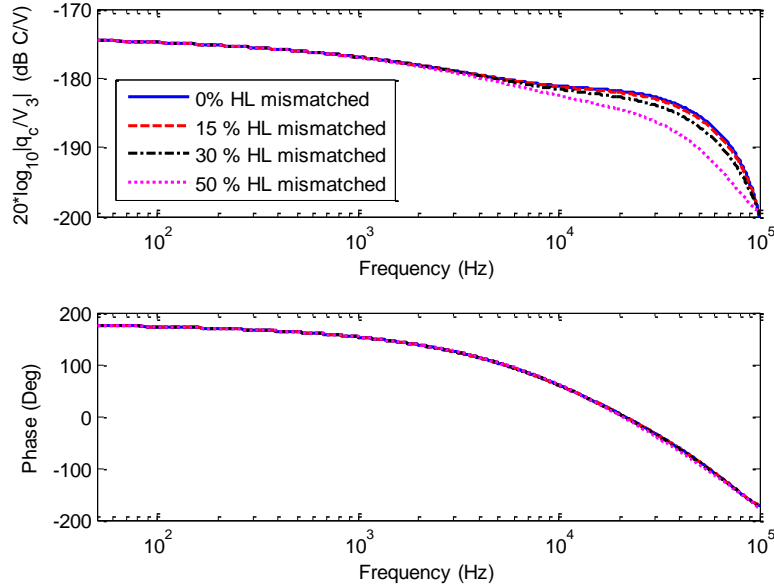 -170
-180
-190
-200
20*log10|qc/V3| (dB C/V)
0% HL mismatched
15 % HL mismatched
30 % HL mismatched
50 % HL mismatched
10^2
10^3
10^4
10^5
Frequency (Hz)
200
100
0
-100
-200
Phase (Deg)
10^2
10^3
10^4
10^5
Frequency (Hz)